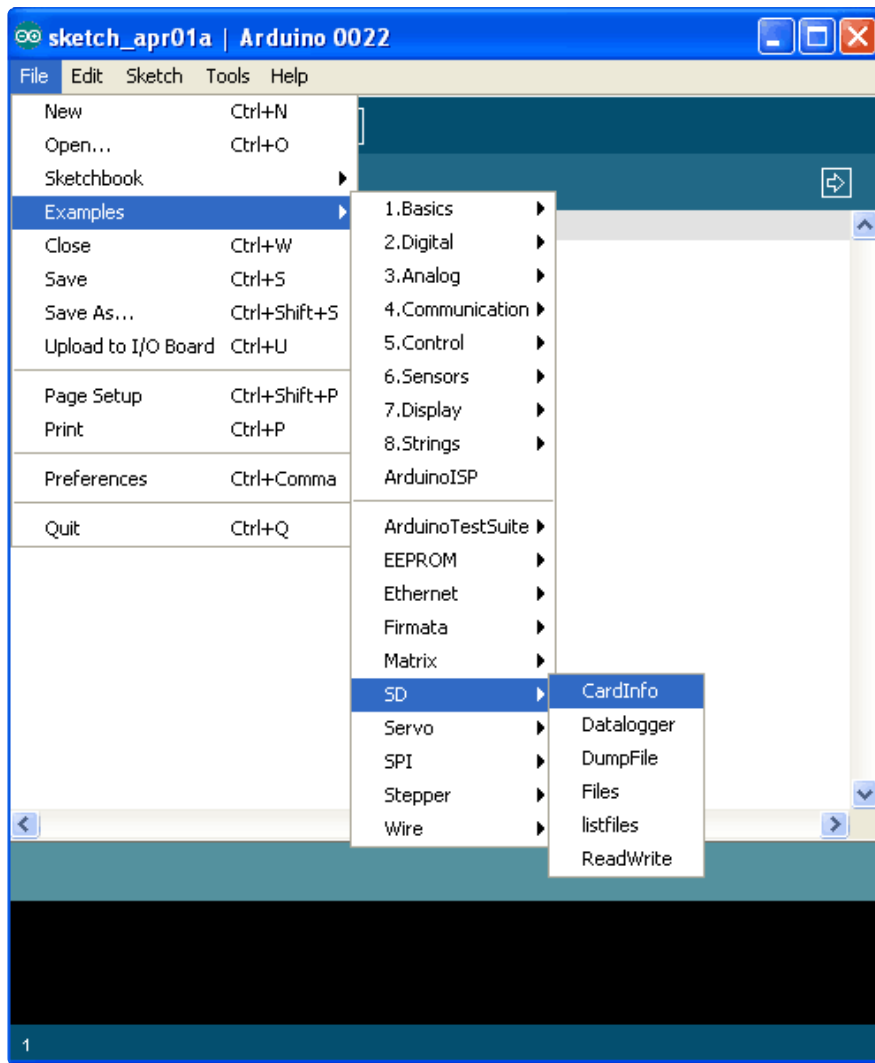 sketch_apr01a | Arduino 0022
File Edit Sketch Tools Help
New Ctrl+N
Open... Ctrl+O
Sketchbook
Examples
Close Ctrl+W
Save Ctrl+S
Save As... Ctrl+Shift+S
Upload to I/O Board Ctrl+U
Page Setup Ctrl+Shift+P
Print Ctrl+P
Preferences Ctrl+Comma
Quit Ctrl+Q
1.Basics
2.Digital
3.Analog
4.Communication
5.Control
6.Sensors
7.Display
8.Strings
ArduinoISP
ArduinoTestSuite
EEPROM
Ethernet
Firmata
Matrix
SD
Servo
SPI
Stepper
Wire
CardInfo
Datalogger
DumpFile
Files
listfiles
ReadWrite
1